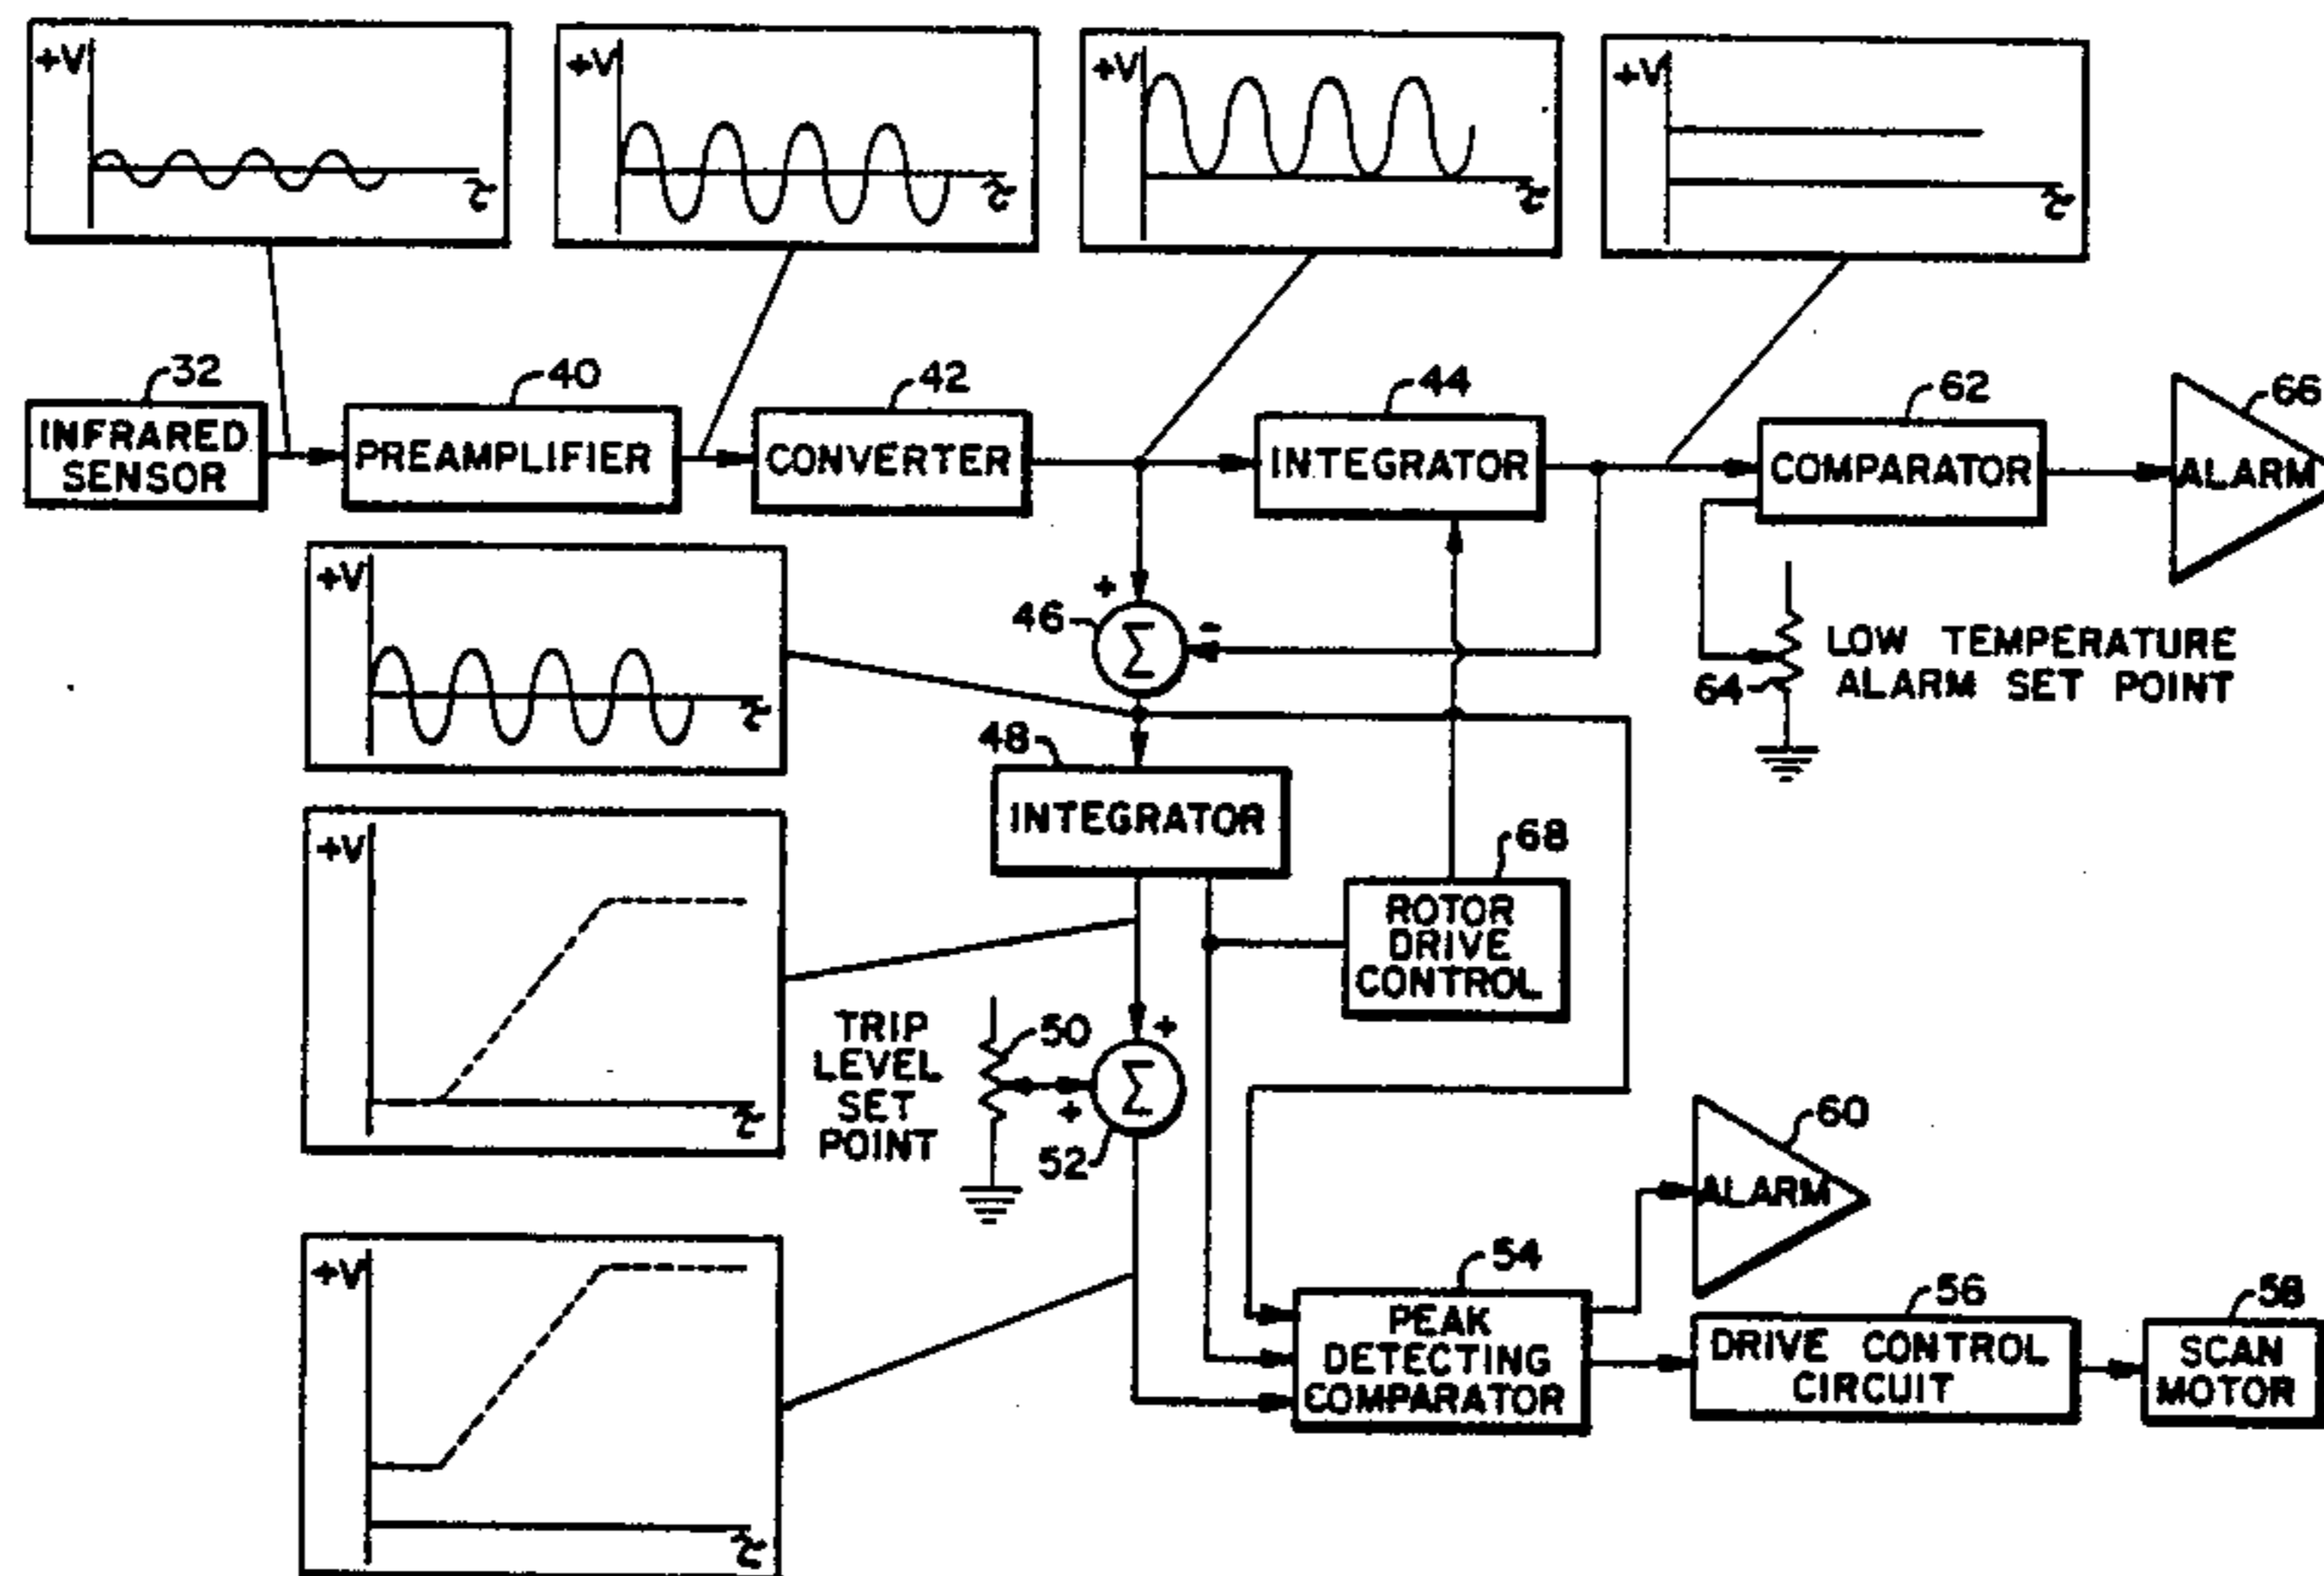 +V
τ
+V
τ
+V
τ
+V
τ
32
INFRARED
SENSOR
40
PREAMPLIFIER
42
CONVERTER
44
INTEGRATOR
62
COMPARATOR
66
ALARM
+V
τ
+
46
Σ
-
64
LOW TEMPERATURE
ALARM SET POINT
48
INTEGRATOR
+V
τ
68
ROTOR
DRIVE
CONTROL
TRIP
LEVEL
SET
POINT
50
+
Σ
+
52
60
ALARM
+V
τ
54
PEAK
DETECTING
COMPARATOR
56
DRIVE CONTROL
CIRCUIT
58
SCAN
MOTOR